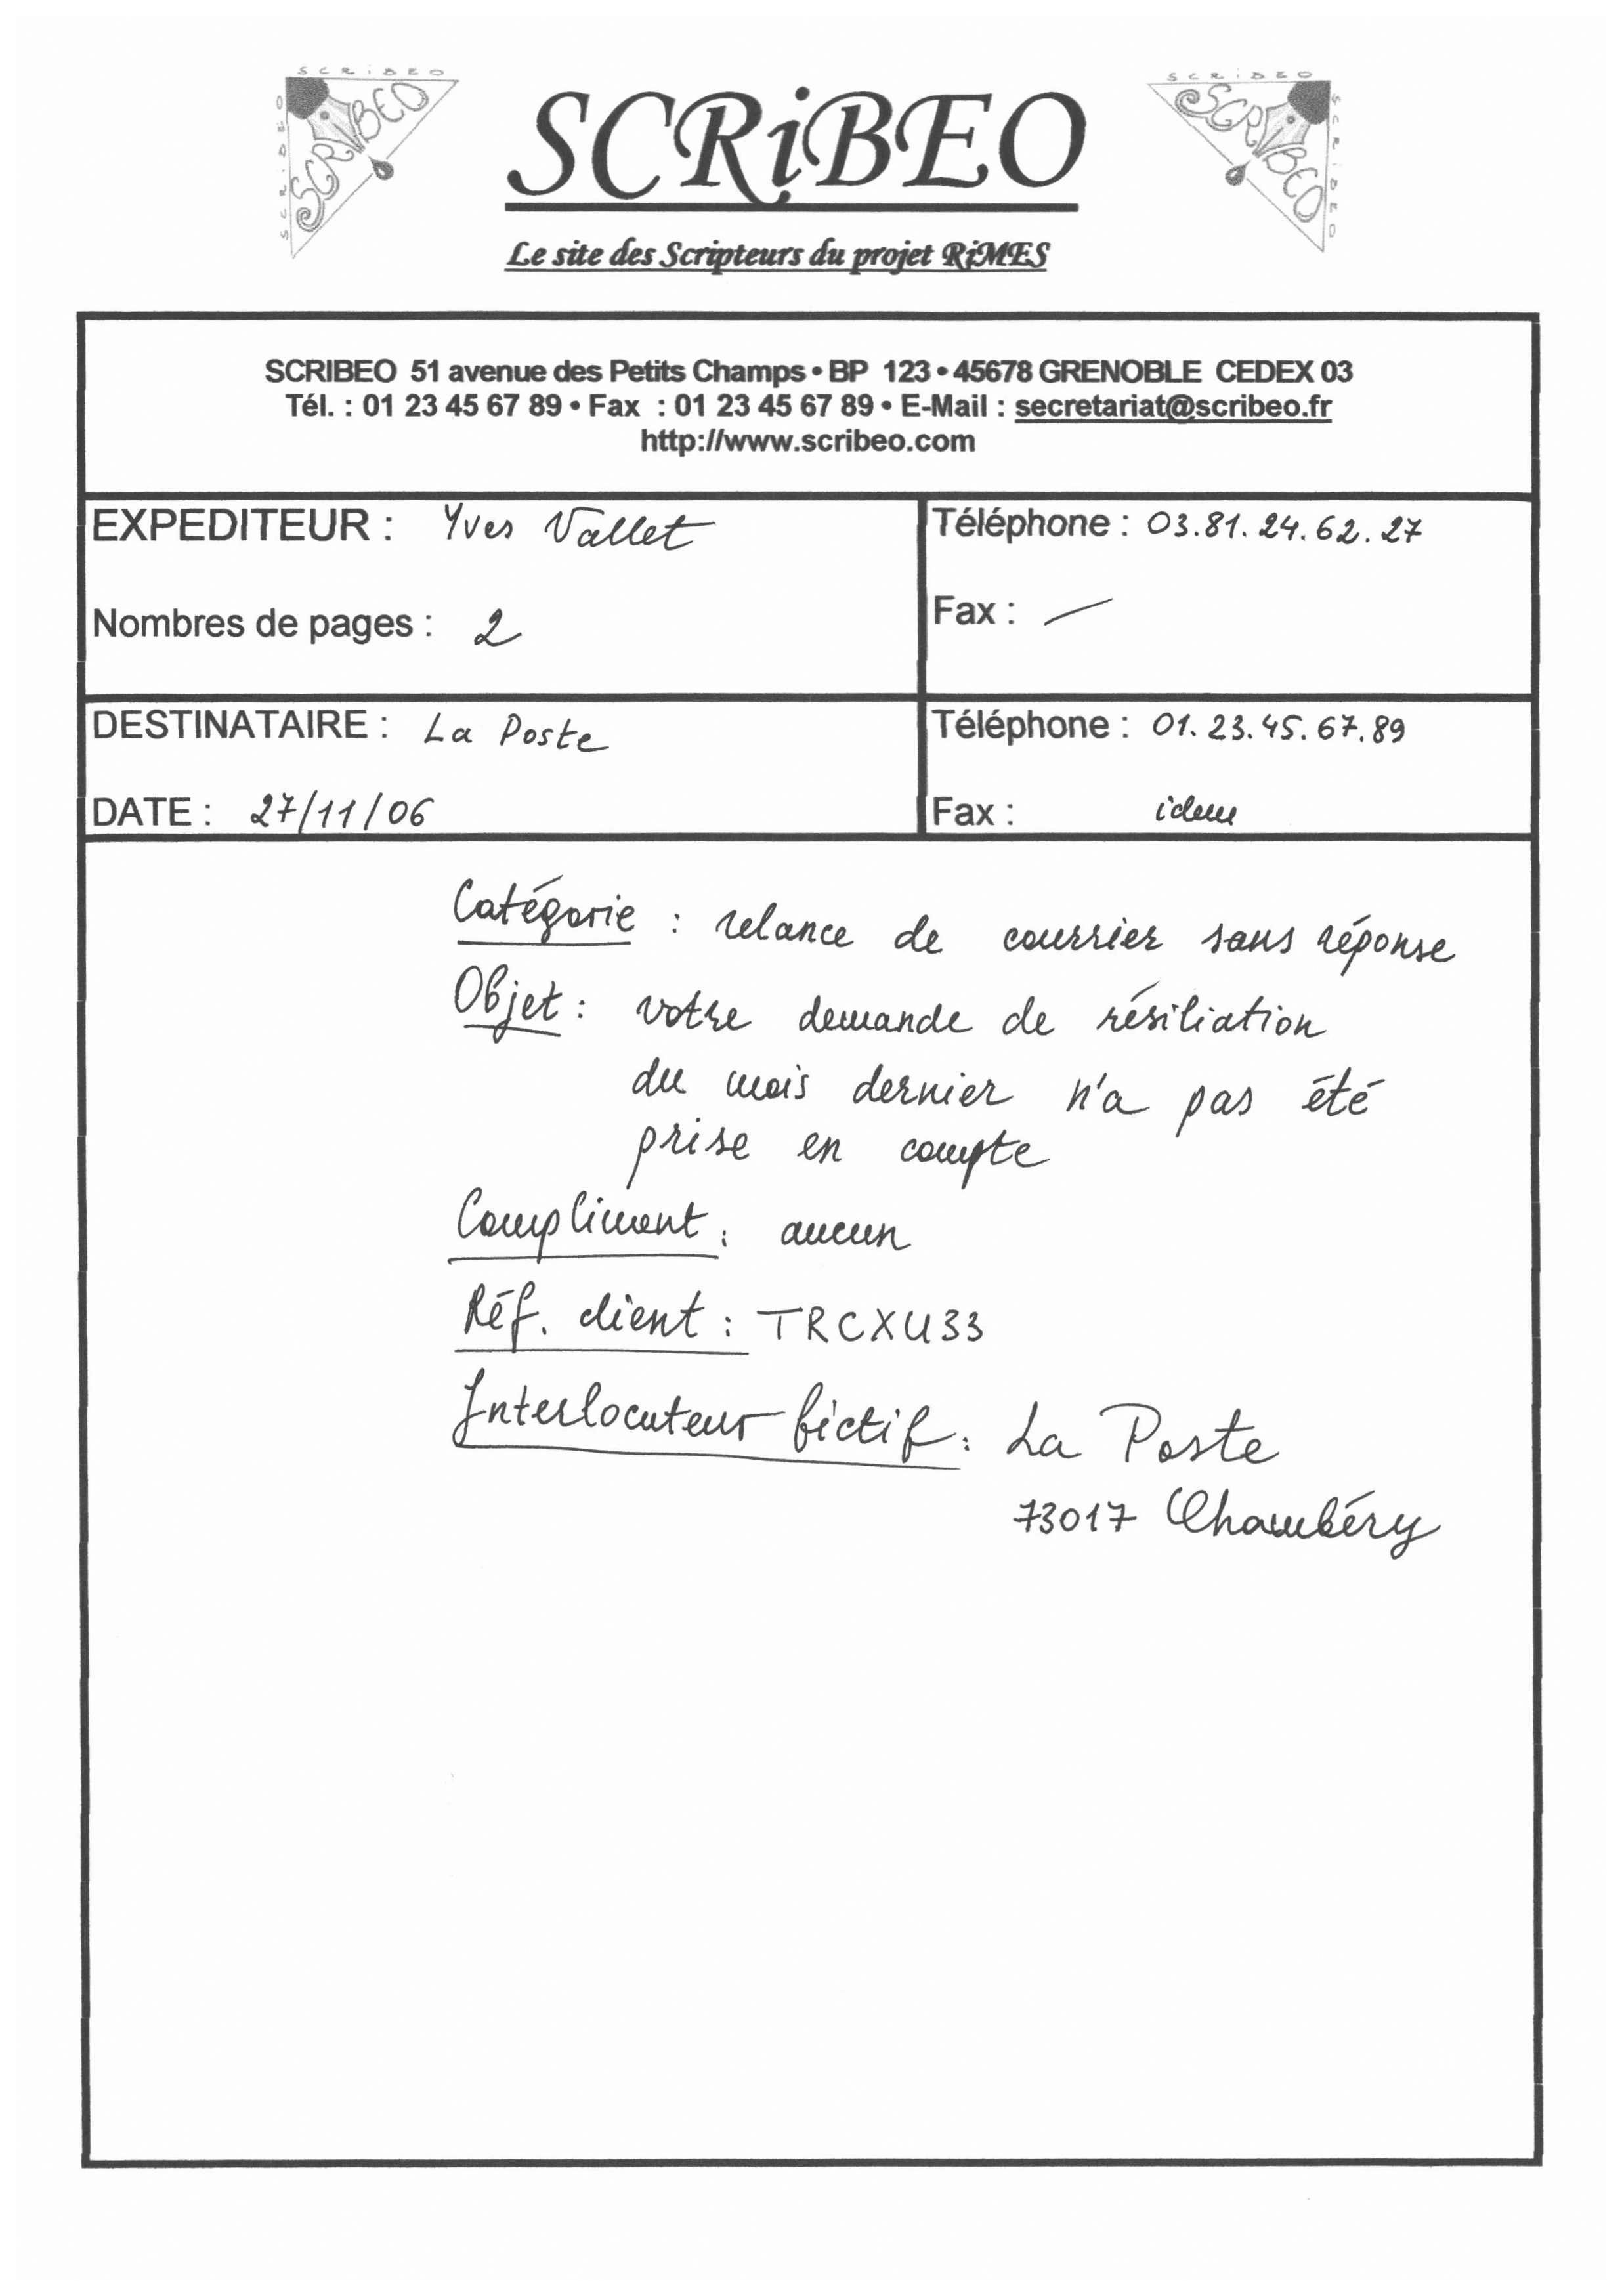 SCRiBEO
SCRiBEO
SCRiBEO
SCRiBEO
Le site des Scripteurs du projet RiMES
SCRIBEO 51 avenue des Petits Champs • BP 123 • 45678 GRENOBLE CEDEX 03
Tél. : 01 23 45 67 89 • Fax : 01 23 45 67 89 • E-Mail : secretariat@scribeo.fr
http://www.scribeo.com
EXPEDITEUR : Yves Vallet
Téléphone : 03.81.24.62.27
Nombres de pages : 2
Fax : —
DESTINATAIRE : La Poste
Téléphone : 01.23.45.67.89
DATE : 27/11/06
Fax : idem
Catégorie : relance de courrier sans réponse
Objet : votre demande de résiliation
du mois dernier n'a pas été
prise en compte
Compliment : aucun
Réf. client : TRCXU33
Interlocuteur fictif : La Poste
73017 Chambéry